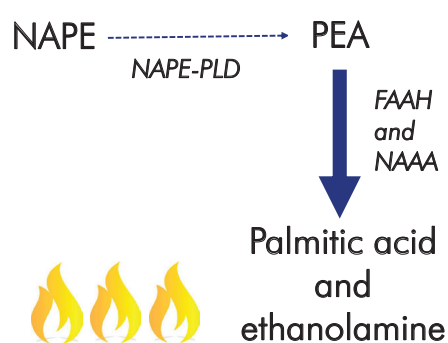 NAPE
PEA
NAPE-PLD
FAAH
and
NAAA
Palmitic acid
and
ethanolamine